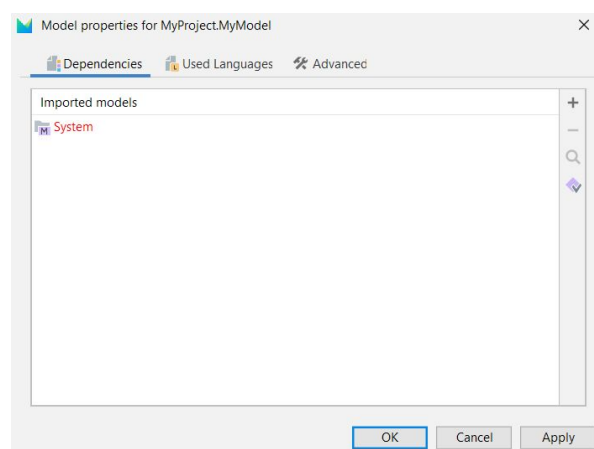 Model properties for MyProject.MyModel
Dependencies Used Languages Advanced
Imported models
M System
OK Cancel Apply